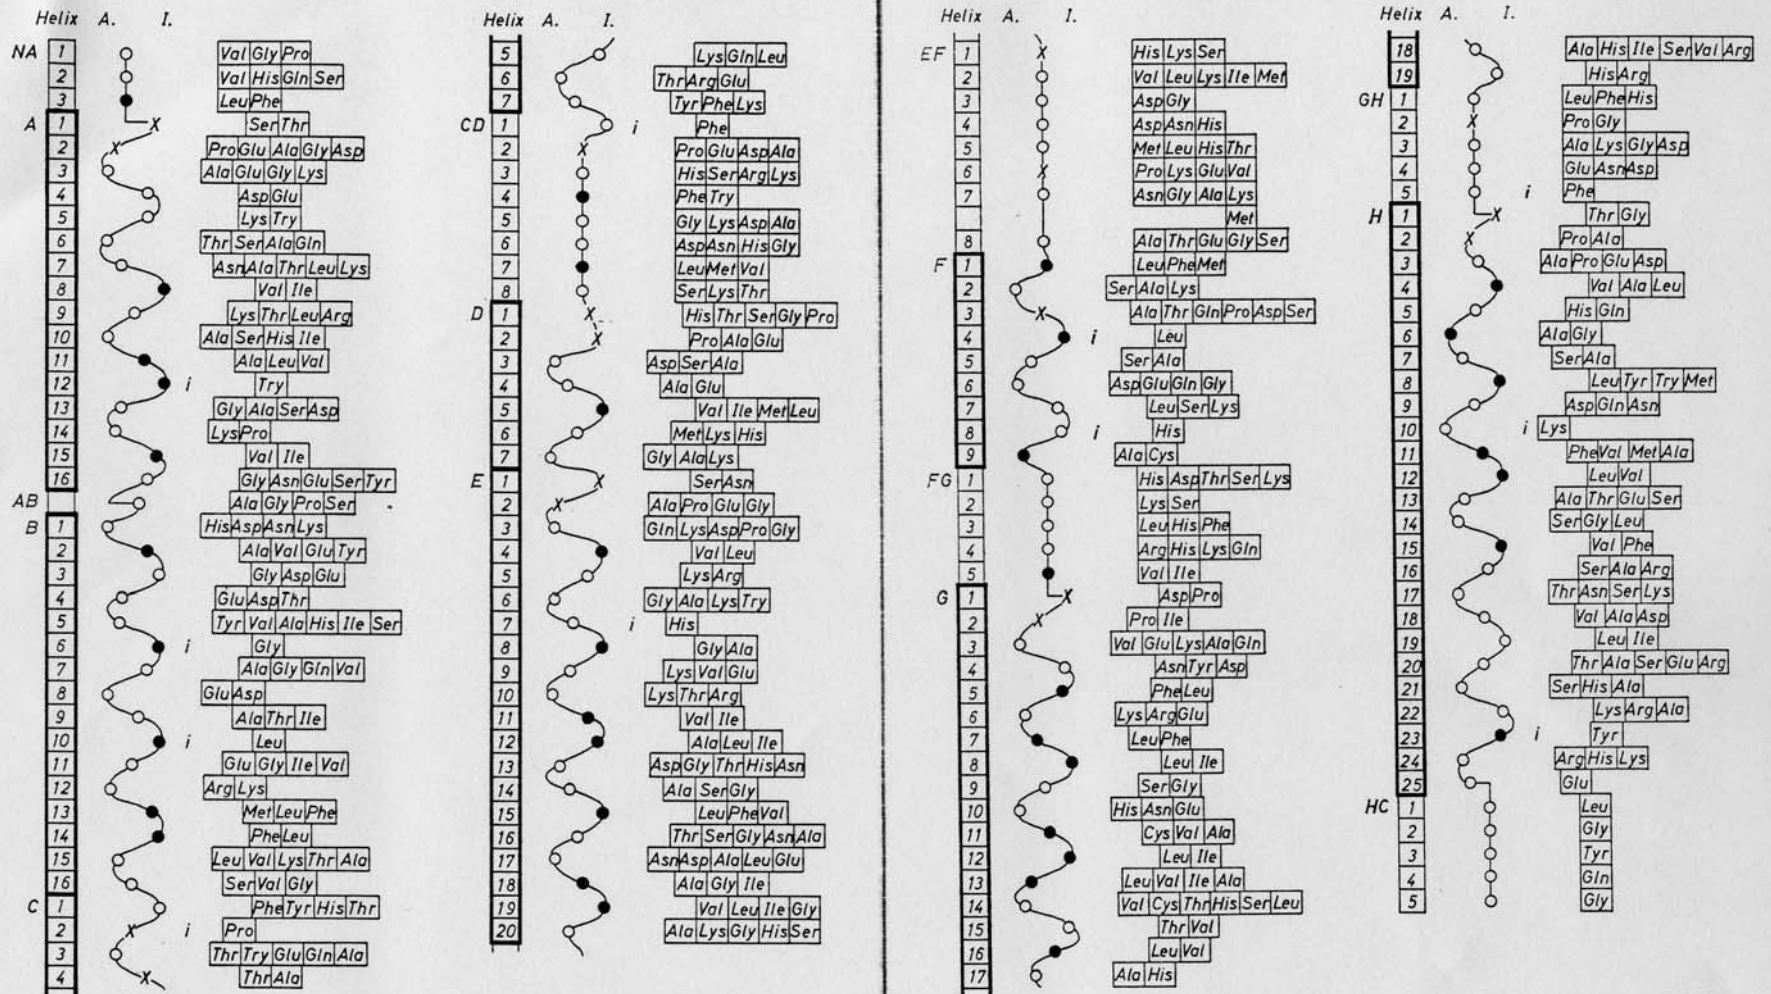 Helix A. I.
NA 1 Val Gly Pro
2 Val His Gln Ser
3 Leu Phe
A 1 Ser Thr
2 Pro Glu Ala Gly Asp
3 Ala Glu Gly Lys
4 Asp Glu
5 Lys Try
6 Thr Ser Ala Gln
7 Asn Ala Thr Leu Lys
8 Val Ile
9 Lys Thr Leu Arg
10 Ala Ser His Ile
11 Ala Leu Val
12 i Try
13 Gly Ala Ser Asp
14 Lys Pro
15 Val Ile
16 Gly Asn Glu Ser Tyr
AB Ala Gly Pro Ser
B 1 His Asp Asn Lys
2 Ala Val Glu Tyr
3 Gly Asp Glu
4 Glu Asp Thr
5 Tyr Val Ala His Ile Ser
6 i Gly
7 Ala Gly Gln Val
8 Glu Asp
9 Ala Thr Ile
10 i Leu
11 Glu Gly Ile Val
12 Arg Lys
13 Met Leu Phe
14 Phe Leu
15 Leu Val Lys Thr Ala
16 Ser Val Gly
C 1 Phe Tyr His Thr
2 i Pro
3 Thr Try Glu Gln Ala
4 Thr Ala
Helix A. I.
5 Lys Gln Leu
6 Thr Arg Glu
7 Tyr Phe Lys
CD 1 i Phe
2 Pro Glu Asp Ala
3 His Ser Arg Lys
4 Phe Try
5 Gly Lys Asp Ala
6 Asp Asn His Gly
7 Leu Met Val
8 Ser Lys Thr
D 1 His Thr Ser Gly Pro
2 Pro Ala Glu
3 Asp Ser Ala
4 Ala Glu
5 Val Ile Met Leu
6 Met Lys His
7 Gly Ala Lys
E 1 Ser Asn
2 Ala Pro Glu Gly
3 Gln Lys Asp Pro Gly
4 Val Leu
5 Lys Arg
6 Gly Ala Lys Try
7 i His
8 Gly Ala
9 Lys Val Glu
10 Lys Thr Arg
11 Val Ile
12 Ala Leu Ile
13 Asp Gly Thr His Asn
14 Ala Ser Gly
15 Leu Phe Val
16 Thr Ser Gly Asn Ala
17 Asn Asp Ala Leu Glu
18 Ala Gly Ile
19 Val Leu Ile Gly
20 Ala Lys Gly His Ser
Helix A. I.
EF 1 His Lys Ser
2 Val Leu Lys Ile Met
3 Asp Gly
4 Asp Asn His
5 Met Leu His Thr
6 Pro Lys Glu Val
7 Asn Gly Ala Lys
Met
8 Ala Thr Glu Gly Ser
F 1 Leu Phe Met
2 Ser Ala Lys
3 Ala Thr Gln Pro Asp Ser
4 i Leu
5 Ser Ala
6 Asp Glu Gln Gly
7 Leu Ser Lys
8 i His
9 Ala Cys
FG 1 His Asp Thr Ser Lys
2 Lys Ser
3 Leu His Phe
4 Arg His Lys Gln
5 Val Ile
G 1 Asp Pro
2 Pro Ile
3 Val Glu Lys Ala Gln
4 Asn Tyr Asp
5 Phe Leu
6 Lys Arg Glu
7 Leu Phe
8 Leu Ile
9 Ser Gly
10 His Asn Glu
11 Cys Val Ala
12 Leu Ile
13 Leu Val Ile Ala
14 Val Cys Thr His Ser Leu
15 Thr Val
16 Leu Val
17 Ala His
Helix A. I.
18 Ala His Ile Ser Val Arg
19 His Arg
GH 1 Leu Phe His
2 Pro Gly
3 Ala Lys Gly Asp
4 Glu Asn Asp
5 i Phe
H 1 Thr Gly
2 Pro Ala
3 Ala Pro Glu Asp
4 Val Ala Leu
5 His Gln
6 Ala Gly
7 Ser Ala
8 Leu Tyr Try Met
9 Asp Gln Asn
10 i Lys
11 Phe Val Met Ala
12 Leu Val
13 Ala Thr Glu Ser
14 Ser Gly Leu
15 Val Phe
16 Ser Ala Arg
17 Thr Asn Ser Lys
18 Val Ala Asp
19 Leu Ile
20 Thr Ala Ser Glu Arg
21 Ser His Ala
22 Lys Arg Ala
23 i Tyr
24 Arg His Lys
25 Glu
HC 1 Leu
2 Gly
3 Tyr
4 Gln
5 Gly